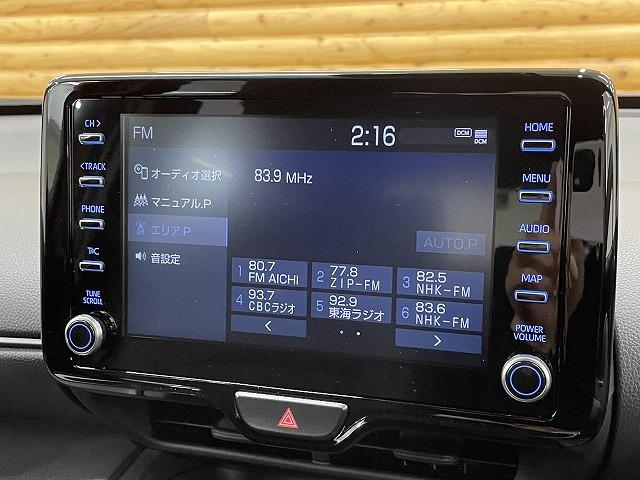 CH >
< TRACK
PHONE
T/C
TUNE
SCROLL
FM
2:16
DCM
DCM
オーディオ選択
83.9 MHz
マニュアル.P
エリア.P
AUTO.P
音設定
1 80.7 FM AICHI
2 77.8 ZIP-FM
3 82.5 NHK-FM
4 93.7 CBCラジオ
5 92.9 東海ラジオ
6 83.6 NHK-FM
<
>
HOME
MENU
AUDIO
MAP
POWER
VOLUME